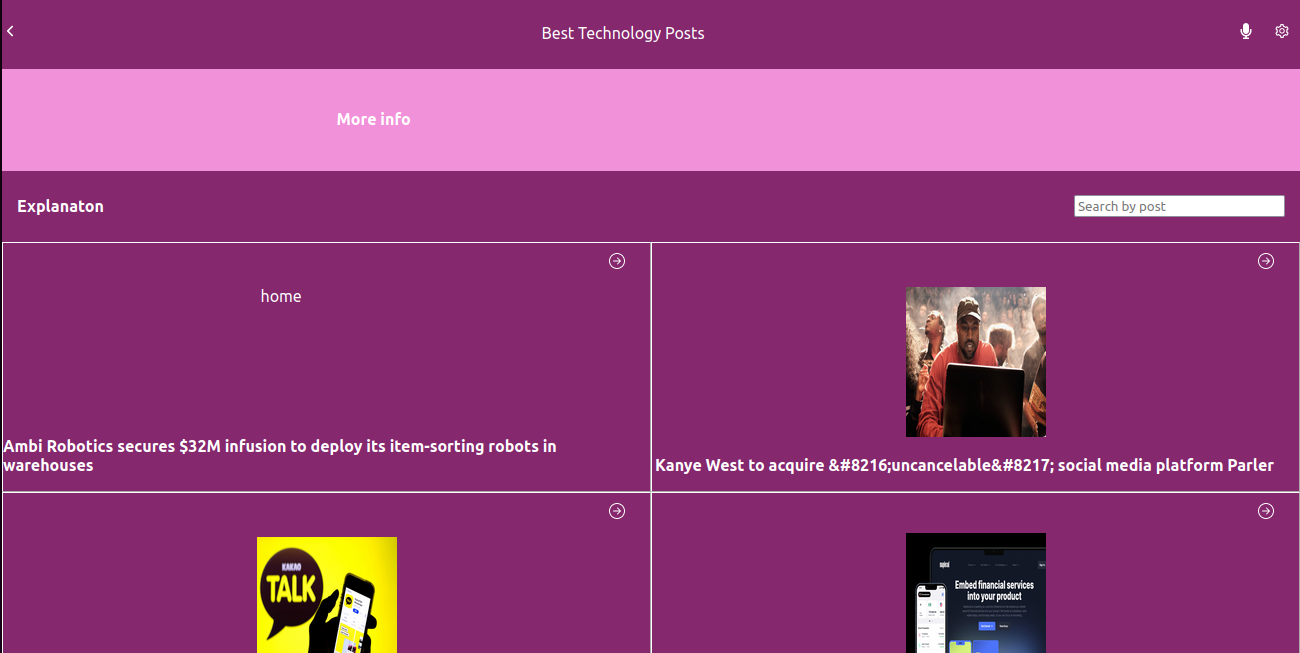 Best Technology Posts
More info
Explanaton
Search by post
home
Ambi Robotics secures $32M infusion to deploy its item-sorting robots in
warehouses
Kanye West to acquire &#8216;uncancelable&#8217; social media platform Parler
KAKAO
TALK
Embed financial services
into your product